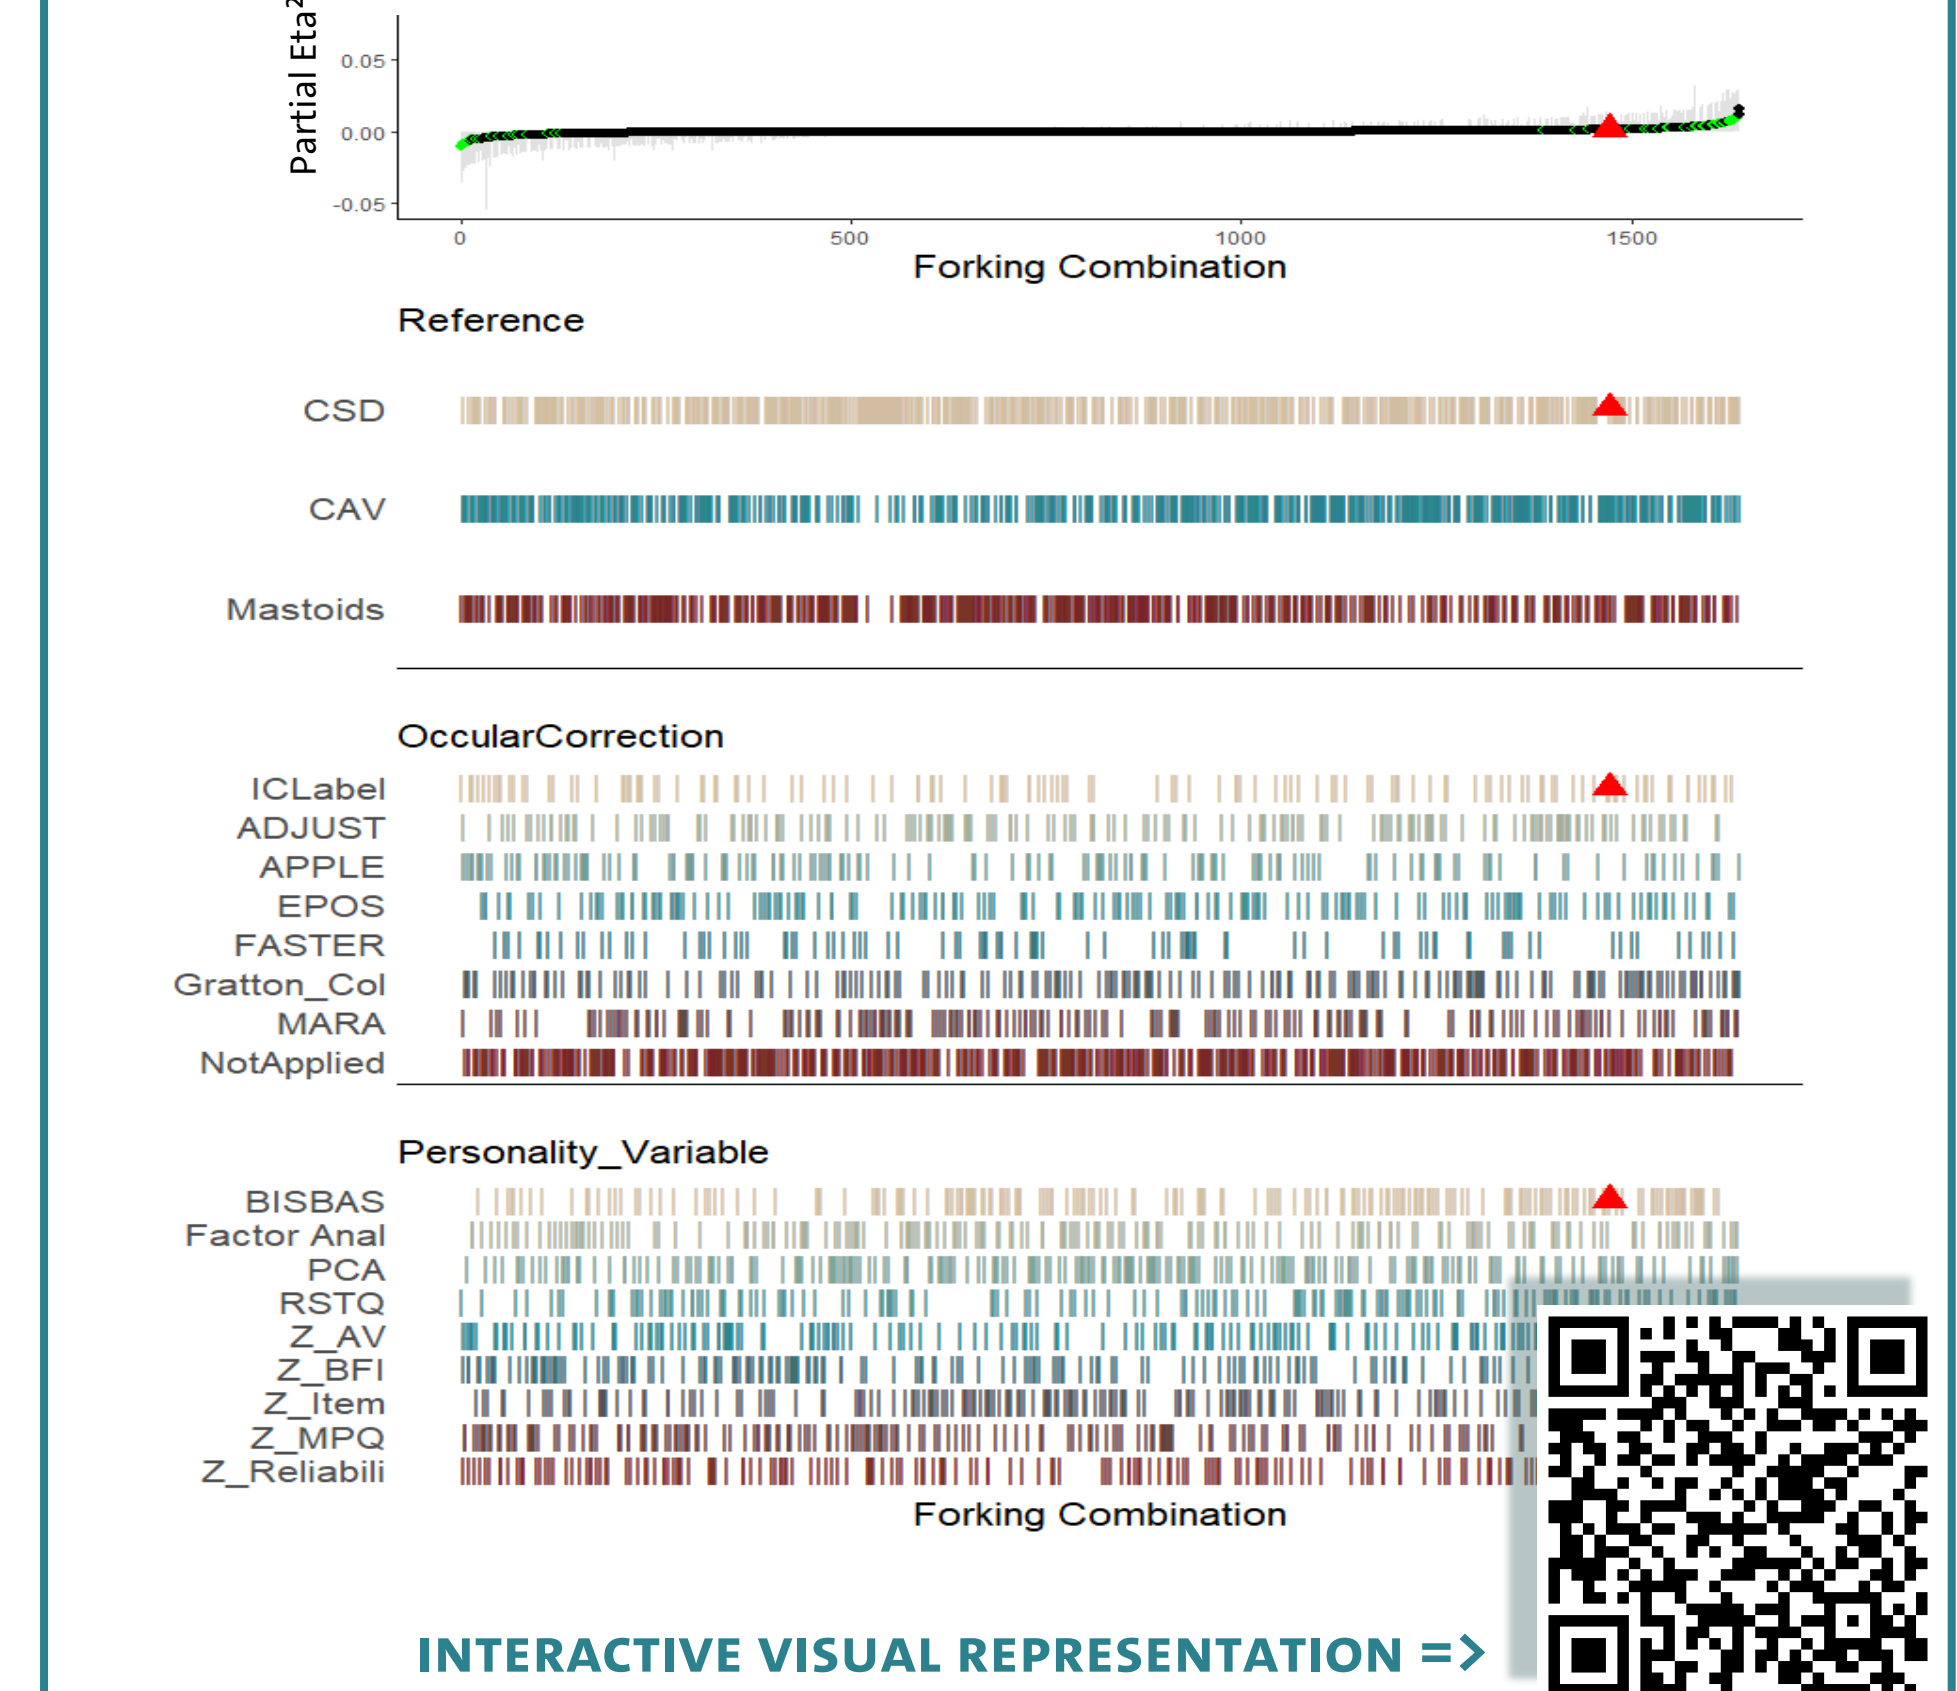 Partial Eta²
0.05
0.00
-0.05
0
500
1000
1500
Forking Combination
Reference
CSD
CAV
Mastoids
OccularCorrection
ICLabel
ADJUST
APPLE
EPOS
FASTER
Gratton_Col
MARA
NotApplied
Personality_Variable
BISBAS
Factor Anal
PCA
RSTQ
Z_AV
Z_BFI
Z_Item
Z_MPQ
Z_Reliabili
Forking Combination
INTERACTIVE VISUAL REPRESENTATION =>